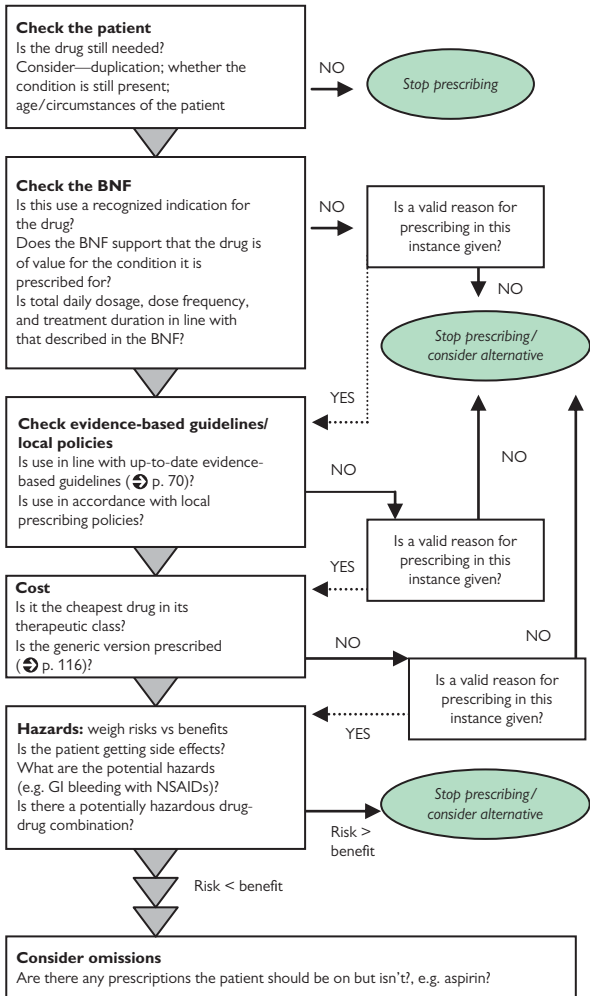 Check the patient
Is the drug still needed?
Consider—duplication; whether the
condition is still present;
age/circumstances of the patient
NO
Stop prescribing
Check the BNF
Is this use a recognized indication for
the drug?
Does the BNF support that the drug is
of value for the condition it is
prescribed for?
Is total daily dosage, dose frequency,
and treatment duration in line with
that described in the BNF?
NO
Is a valid reason for
prescribing in this
instance given?
NO
Stop prescribing/
consider alternative
YES
Check evidence-based guidelines/
local policies
Is use in line with up-to-date evidence-
based guidelines (➲ p. 70)?
Is use in accordance with local
prescribing policies?
NO
NO
Is a valid reason for
prescribing in this
instance given?
YES
Cost
Is it the cheapest drug in its
therapeutic class?
Is the generic version prescribed
(➲ p. 116)?
NO
NO
Is a valid reason for
prescribing in this
instance given?
YES
Hazards: weigh risks vs benefits
Is the patient getting side effects?
What are the potential hazards
(e.g. GI bleeding with NSAIDs)?
Is there a potentially hazardous drug-
drug combination?
Risk >
benefit
Stop prescribing/
consider alternative
Risk < benefit
Consider omissions
Are there any prescriptions the patient should be on but isn't?, e.g. aspirin?